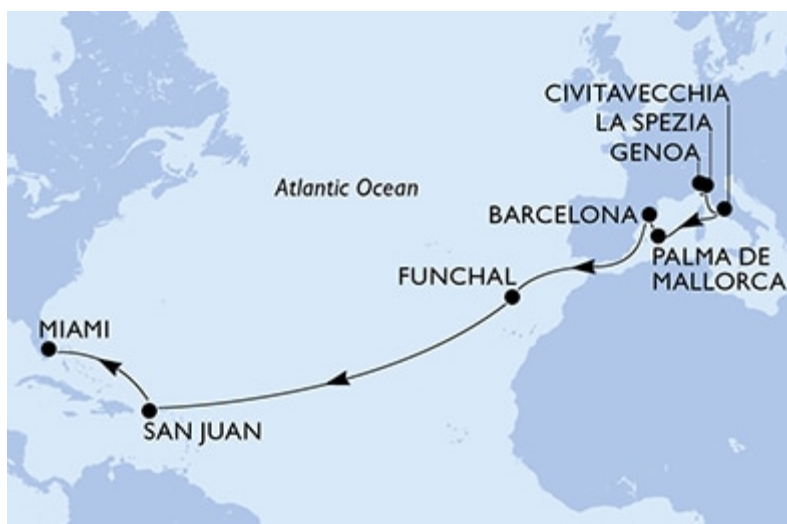 CIVITAVECCHIA
LA SPEZIA
GENOA
Atlantic Ocean
BARCELONA
PALMA DE
MALLORCA
FUNCHAL
MIAMI
SAN JUAN